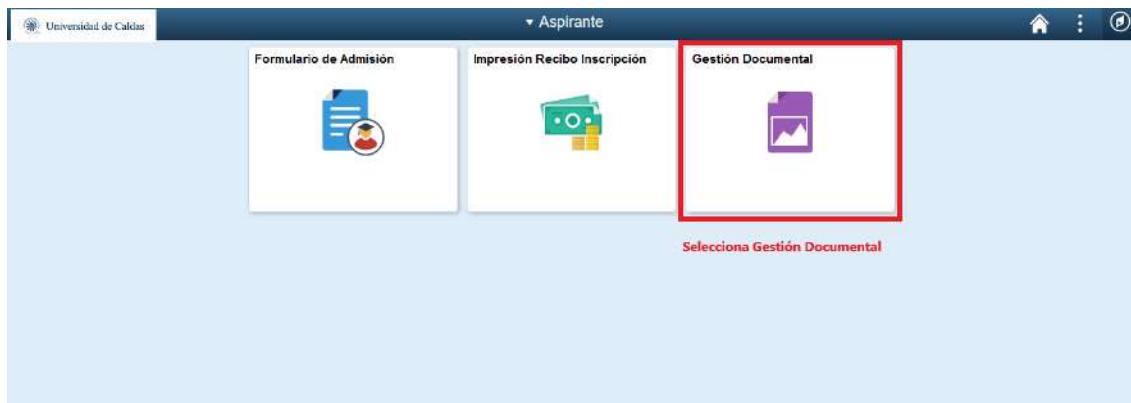 Universidad de Caldas
Aspirante
Formulario de Admisión
Impresión Recibo Inscripción
Gestión Documental
Selecciona Gestión Documental